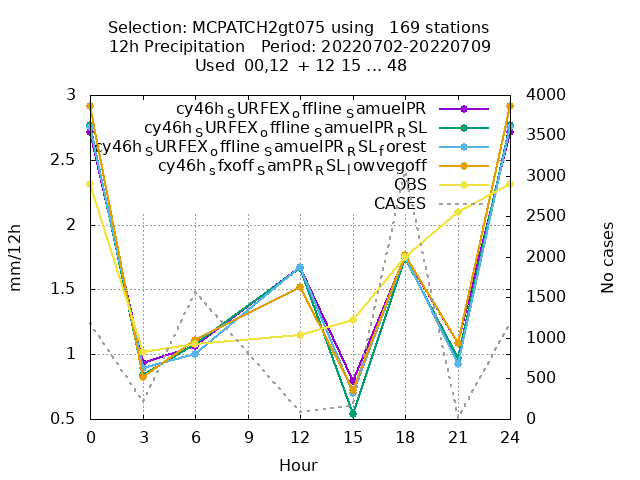 Selection: MCPATCH2gt075 using   169 stations
12h Precipitation   Period: 20220702-20220709
Used  00,12  + 12 15 ... 48
cy46h_SURFEX_offline_SamuelPR
cy46h_SURFEX_offline_SamuelPR_RSL
cy46h_SURFEX_offline_SamuelPR_RSL_forest
cy46h_sfxoff_SamPR_RSL_lowvegoff
OBS
CASES
3
2.5
2
1.5
1
0.5
mm/12h
4000
3500
3000
2500
2000
1500
1000
500
0
No cases
0 3 6 9 12 15 18 21 24
Hour